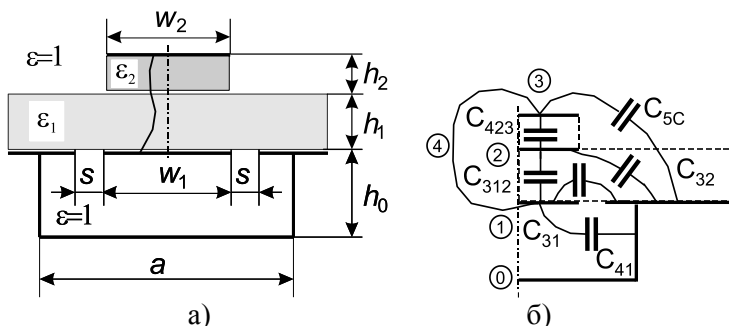 w₂
ε=1
ε₂
h₂
ε₁
h₁
s
w₁
s
h₀
ε=1
a
а)
③
C₄₂₃
C₅C
④
②
C₃₁₂
C₃₂
①
C₃₁
C₄₁
⓪
б)